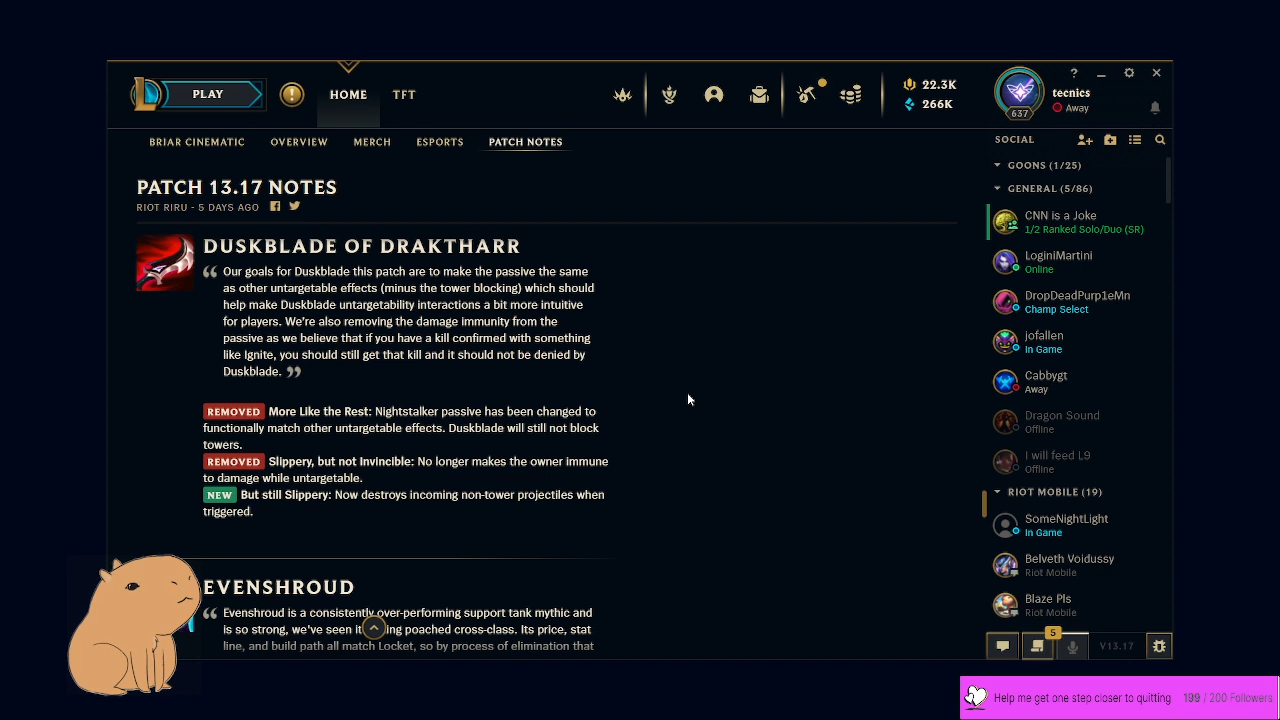 PLAY
HOME
TFT
22.3K
266K
637
tecnics
Away
?
BRIAR CINEMATIC
OVERVIEW
MERCH
ESPORTS
PATCH NOTES
PATCH 13.17 NOTES
RIOT RIRU - 5 DAYS AGO
DUSKBLADE OF DRAKTHARR
“ Our goals for Duskblade this patch are to make the passive the same
as other untargetable effects (minus the tower blocking) which should
help make Duskblade untargetability interactions a bit more intuitive
for players. We're also removing the damage immunity from the
passive as we believe that if you have a kill confirmed with something
like Ignite, you should still get that kill and it should not be denied by
Duskblade. ”
REMOVED More Like the Rest: Nightstalker passive has been changed to
functionally match other untargetable effects. Duskblade will still not block
towers.
REMOVED Slippery, but not Invincible: No longer makes the owner immune
to damage while untargetable.
NEW But still Slippery: Now destroys incoming non-tower projectiles when
triggered.
EVENSHROUD
“ Evenshroud is a consistently over-performing support tank mythic and
is so strong, we've seen it ing poached cross-class. Its price, stat
line, and build path all match Locket, so by process of elimination that
SOCIAL
GOONS (1/25)
GENERAL (5/86)
CNN is a Joke
1/2 Ranked Solo/Duo (SR)
LoginiMartini
Online
DropDeadPurp1eMn
Champ Select
jofallen
In Game
Cabbygt
Away
Dragon Sound
Offline
I will feed L9
Offline
RIOT MOBILE (19)
SomeNightLight
In Game
Belveth Voidussy
Riot Mobile
Blaze Pls
Riot Mobile
5
V13.17
Help me get one step closer to quitting 199 / 200 Followers